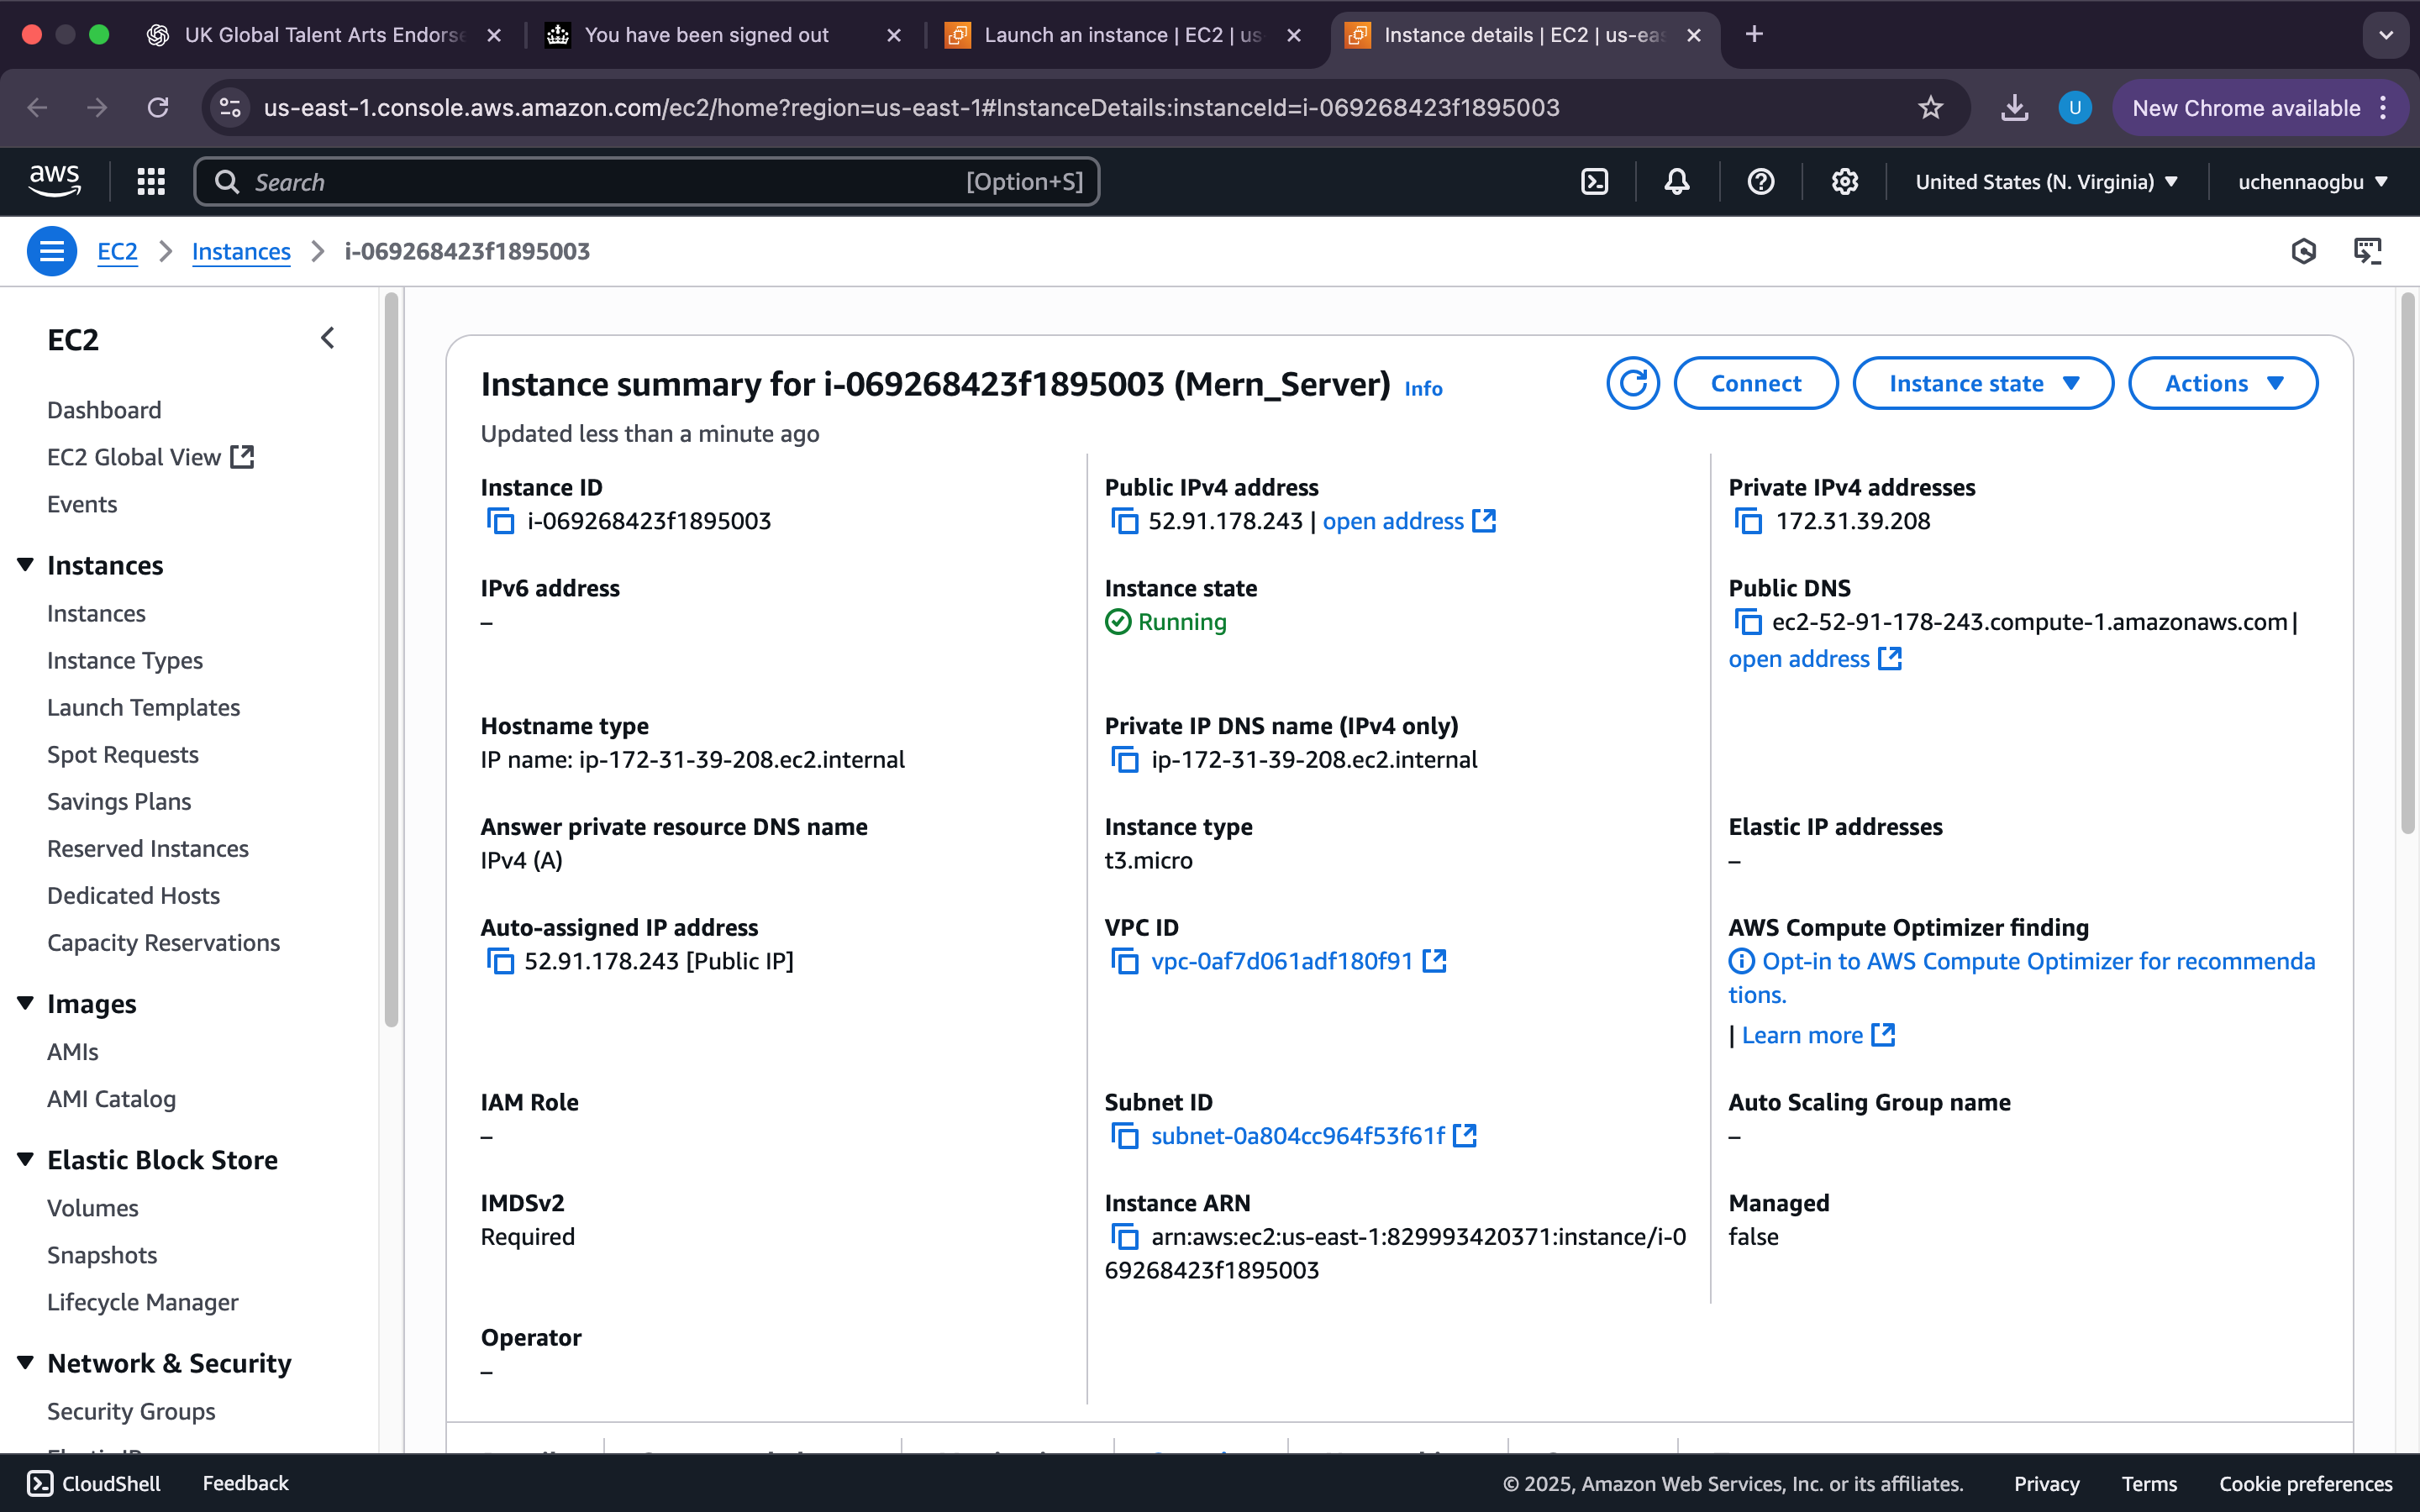 UK Global Talent Arts Endorse
You have been signed out
Launch an instance | EC2 | us-
Instance details | EC2 | us-eas
us-east-1.console.aws.amazon.com/ec2/home?region=us-east-1#InstanceDetails:instanceId=i-069268423f1895003
U
New Chrome available
aws
Search
[Option+S]
United States (N. Virginia)
uchennaogbu
EC2
Instances
i-069268423f1895003
EC2
Dashboard
EC2 Global View
Events
Instances
Instances
Instance Types
Launch Templates
Spot Requests
Savings Plans
Reserved Instances
Dedicated Hosts
Capacity Reservations
Images
AMIs
AMI Catalog
Elastic Block Store
Volumes
Snapshots
Lifecycle Manager
Network & Security
Security Groups
Instance summary for i-069268423f1895003 (Mern_Server) Info
Updated less than a minute ago
Connect
Instance state
Actions
Instance ID
i-069268423f1895003
Public IPv4 address
52.91.178.243 | open address
Private IPv4 addresses
172.31.39.208
IPv6 address
–
Instance state
Running
Public DNS
ec2-52-91-178-243.compute-1.amazonaws.com |
open address
Hostname type
IP name: ip-172-31-39-208.ec2.internal
Private IP DNS name (IPv4 only)
ip-172-31-39-208.ec2.internal
Answer private resource DNS name
IPv4 (A)
Instance type
t3.micro
Elastic IP addresses
–
Auto-assigned IP address
52.91.178.243 [Public IP]
VPC ID
vpc-0af7d061adf180f91
AWS Compute Optimizer finding
Opt-in to AWS Compute Optimizer for recommenda
tions.
| Learn more
IAM Role
–
Subnet ID
subnet-0a804cc964f53f61f
Auto Scaling Group name
–
IMDSv2
Required
Instance ARN
arn:aws:ec2:us-east-1:829993420371:instance/i-0
69268423f1895003
Managed
false
Operator
–
CloudShell
Feedback
© 2025, Amazon Web Services, Inc. or its affiliates.
Privacy
Terms
Cookie preferences